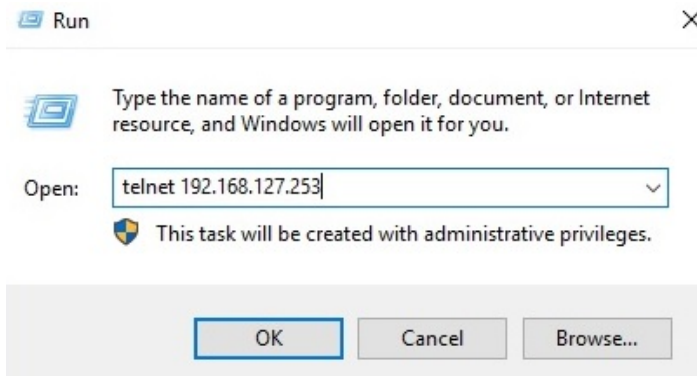 Run
Type the name of a program, folder, document, or Internet
resource, and Windows will open it for you.
Open: telnet 192.168.127.253
This task will be created with administrative privileges.
OK Cancel Browse...